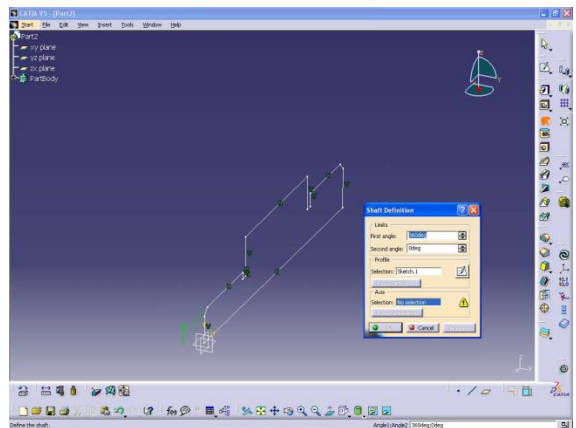 CATIA V5 - [Part2]
Start File Edit View Insert Tools Window Help
Part2
xy plane
yz plane
zx plane
PartBody
Shaft Definition
Limits
First angle: 360deg
Second angle: 0deg
Profile
Selection: Sketch.1
Axis
Selection: No selection
Cancel
Define the shaft.
Angle1;Angle2 360deg;0deg